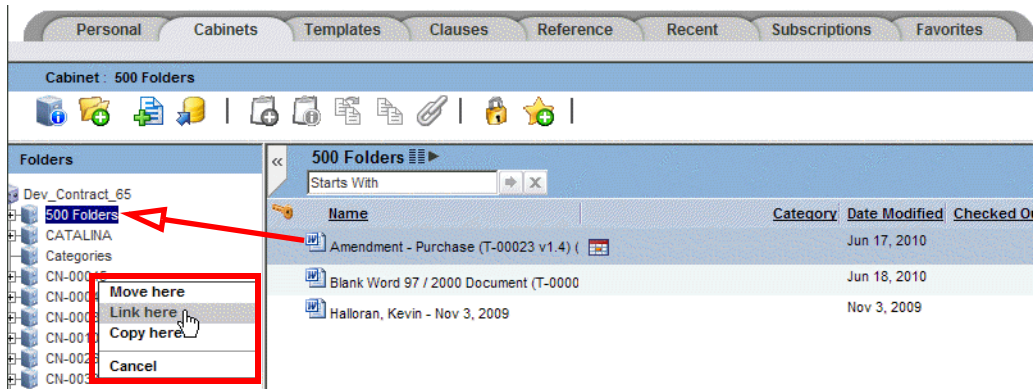 Personal Cabinets Templates Clauses Reference Recent Subscriptions Favorites
Cabinet : 500 Folders
Folders
500 Folders
Starts With
Dev_Contract_65
500 Folders
CATALINA
Categories
CN-00045
Move here
Link here
Copy here
Cancel
Name Category Date Modified Checked
Amendment - Purchase (T-00023 v1.4) ( Jun 17, 2010
Blank Word 97 / 2000 Document (T-0000 Jun 18, 2010
Halloran, Kevin - Nov 3, 2009 Nov 3, 2009